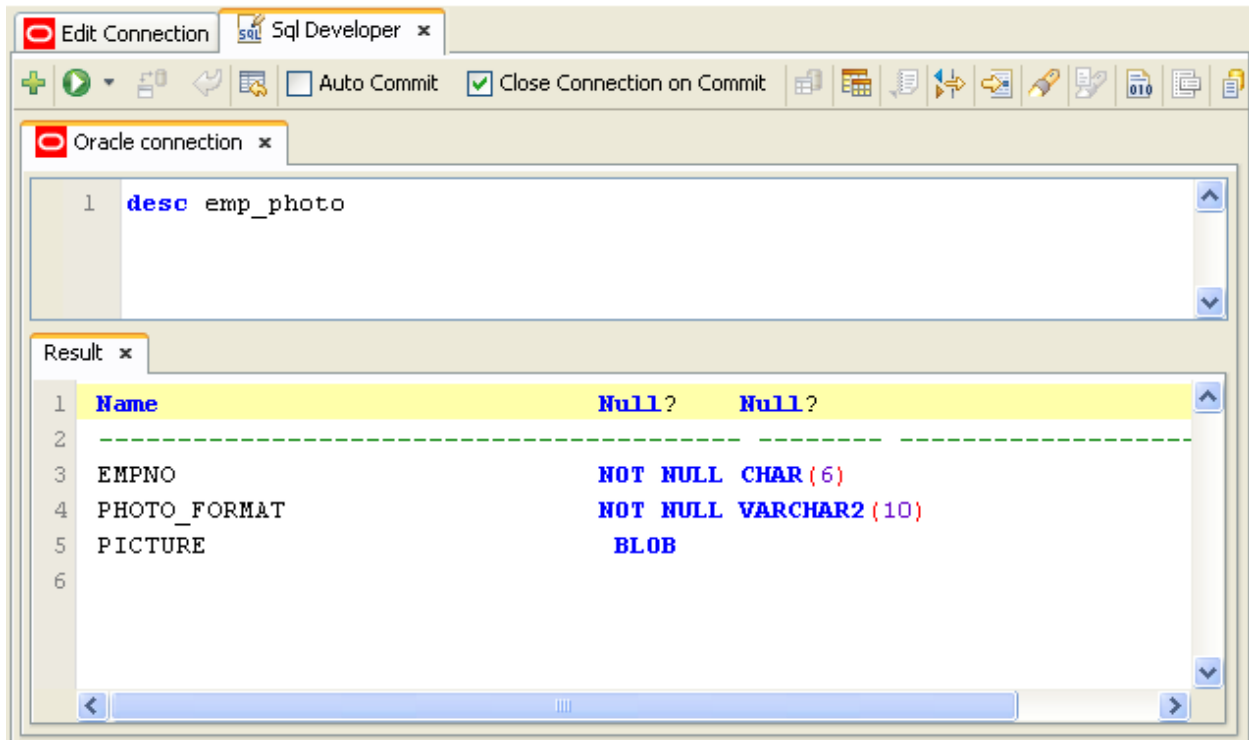 Edit Connection Sql Developer x
Auto Commit Close Connection on Commit
Oracle connection x
1 desc emp_photo
Result x
1 Name Null? Null?
2 ----------------------------------------- -------- -------------------
3 EMPNO NOT NULL CHAR(6)
4 PHOTO_FORMAT NOT NULL VARCHAR2(10)
5 PICTURE BLOB
6